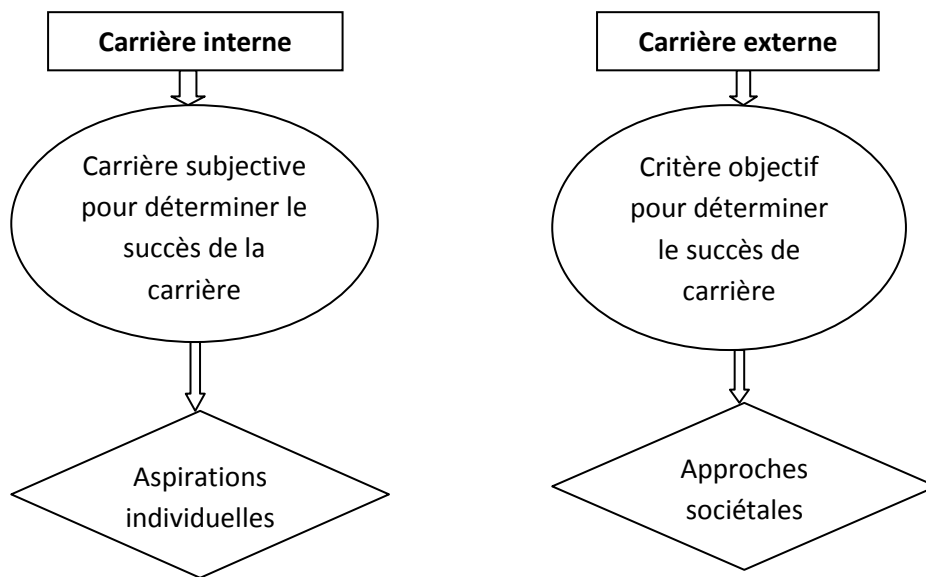 Carrière interne
Carrière subjective
pour déterminer le
succès de la
carrière
Aspirations
individuelles
Carrière externe
Critère objectif
pour déterminer
le succès de
carrière
Approches
sociétales